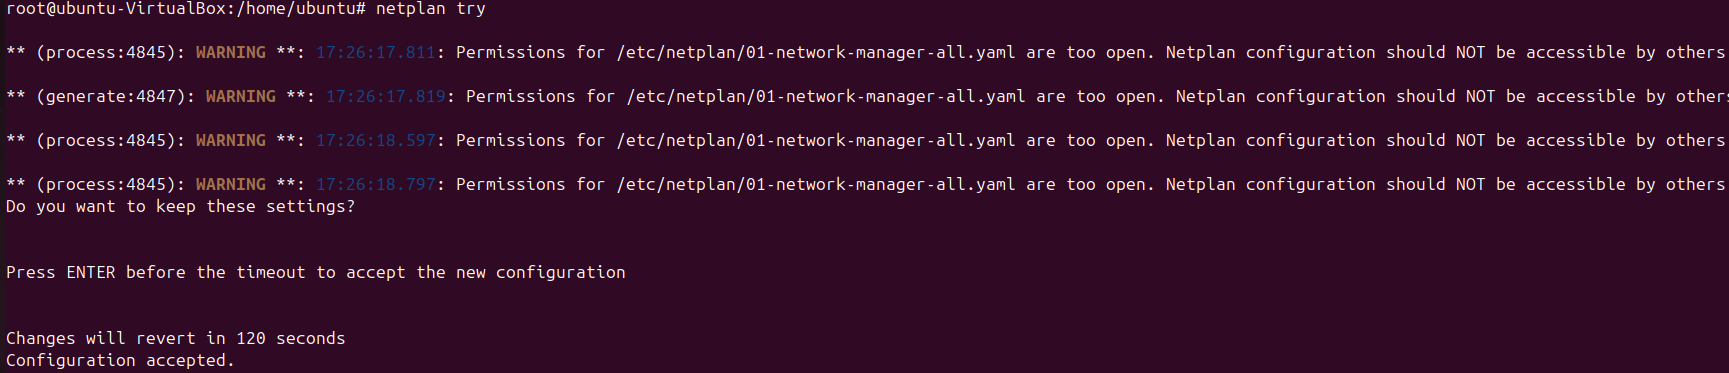 root@ubuntu-VirtualBox:/home/ubuntu# netplan try
** (process:4845): WARNING **: 17:26:17.811: Permissions for /etc/netplan/01-network-manager-all.yaml are too open. Netplan configuration should NOT be accessible by others
** (generate:4847): WARNING **: 17:26:17.819: Permissions for /etc/netplan/01-network-manager-all.yaml are too open. Netplan configuration should NOT be accessible by others
** (process:4845): WARNING **: 17:26:18.597: Permissions for /etc/netplan/01-network-manager-all.yaml are too open. Netplan configuration should NOT be accessible by others
** (process:4845): WARNING **: 17:26:18.797: Permissions for /etc/netplan/01-network-manager-all.yaml are too open. Netplan configuration should NOT be accessible by others
Do you want to keep these settings?
Press ENTER before the timeout to accept the new configuration
Changes will revert in 120 seconds
Configuration accepted.